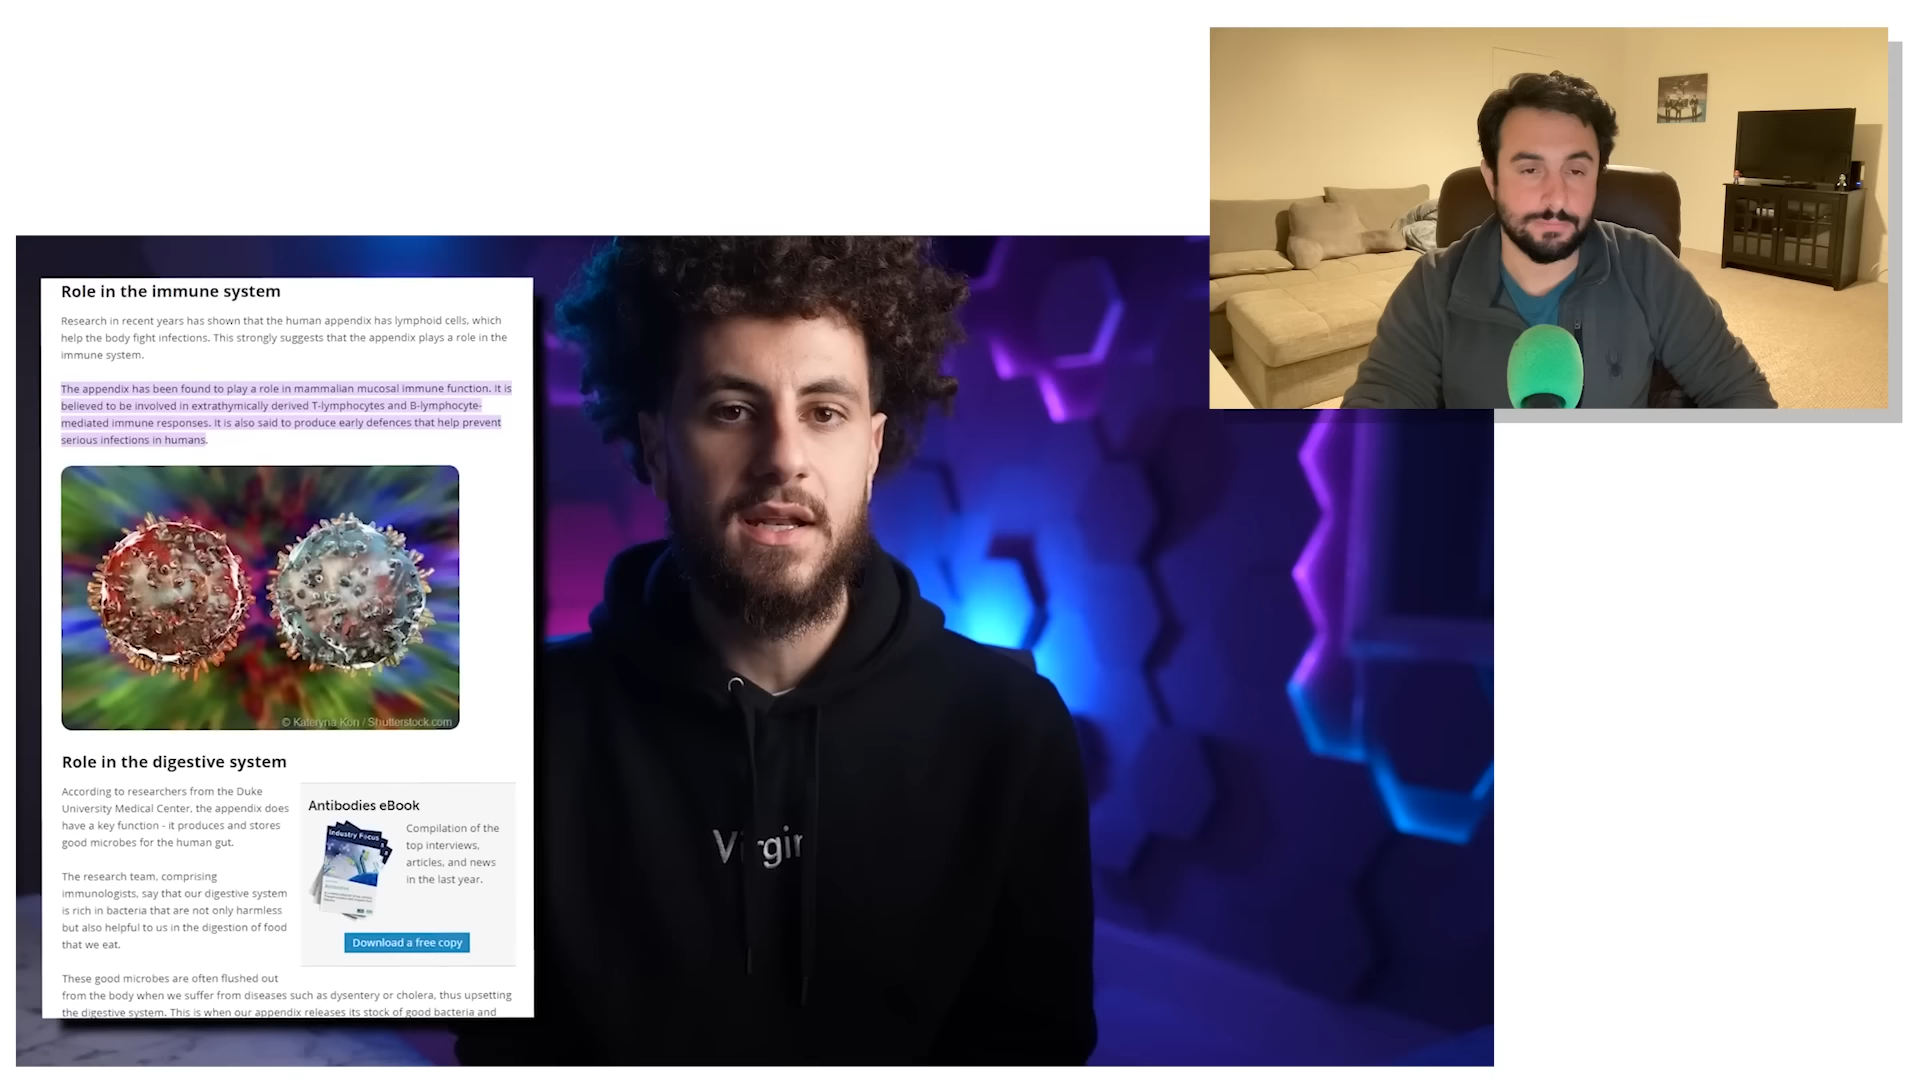 Role in the immune system
Research in recent years has shown that the human appendix has lymphoid cells, which
help the body fight infections. This strongly suggests that the appendix plays a role in the
immune system.
The appendix has been found to play a role in mammalian mucosal immune function. It is
believed to be involved in extrathymically derived T-lymphocytes and B-lymphocyte-
mediated immune responses. It is also said to produce early defences that help prevent
serious infections in humans.
© Kateryna Kon / Shutterstock.com
Role in the digestive system
According to researchers from the Duke
University Medical Center, the appendix does
have a key function - it produces and stores
good microbes for the human gut.
The research team, comprising
immunologists, say that our digestive system
is rich in bacteria that are not only harmless
but also helpful to us in the digestion of food
that we eat.
These good microbes are often flushed out
from the body when we suffer from diseases such as dysentery or cholera, thus upsetting
the digestive system. This is when our appendix releases its stock of good bacteria and
Antibodies eBook
Industry Focus
Compilation of the
top interviews,
articles, and news
in the last year.
Download a free copy
Virgin